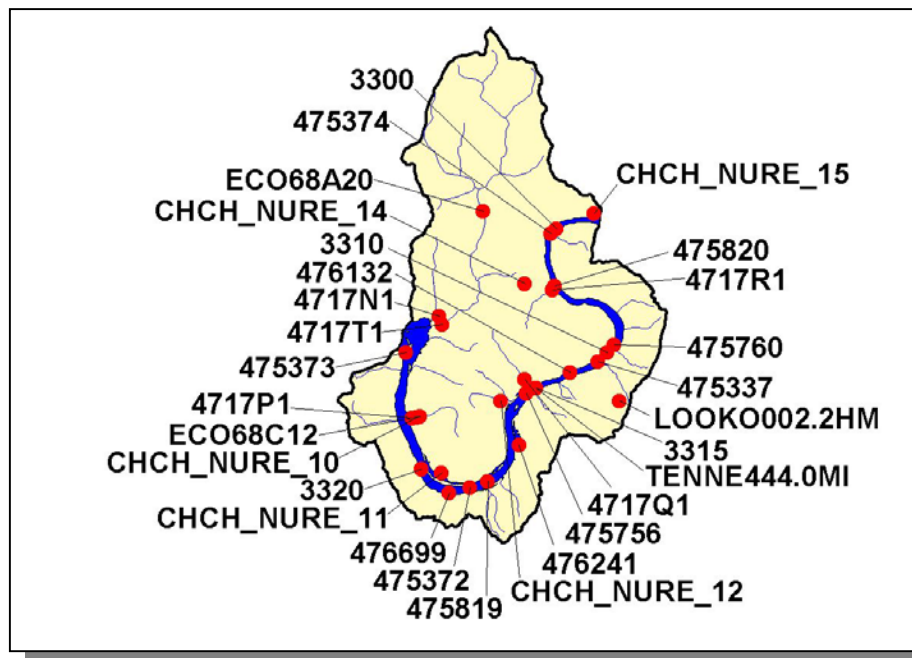 3300
475374
CHCH_NURE_15
ECO68A20
CHCH_NURE_14
3310
475820
476132
4717R1
4717N1
4717T1
475373
475760
475337
4717P1
LOOKO002.2HM
ECO68C12
3315
CHCH_NURE_10
TENNE444.0MI
3320
4717Q1
CHCH_NURE_11
475756
476699
476241
475372
CHCH_NURE_12
475819